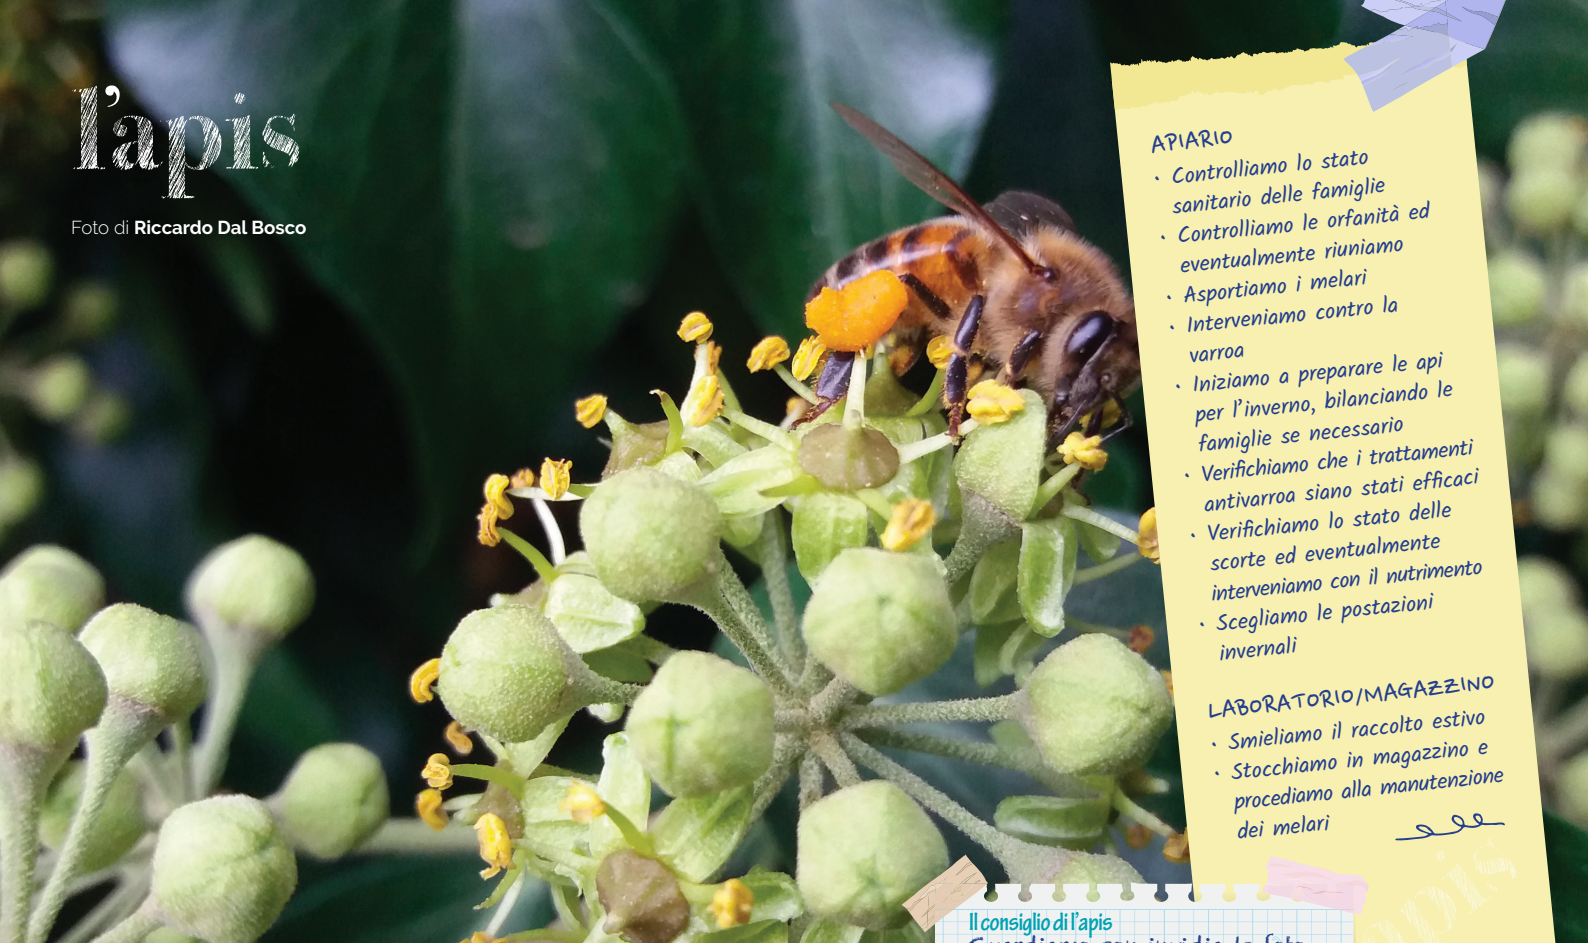 l'apis
Foto di Riccardo Dal Bosco
APIARIO
• Controlliamo lo stato
sanitario delle famiglie
• Controlliamo le orfanità ed
eventualmente riuniamo
• Asportiamo i melari
• Interveniamo contro la
varroa
• Iniziamo a preparare le api
per l'inverno, bilanciando le
famiglie se necessario
• Verifichiamo che i trattamenti
antivarroa siano stati efficaci
• Verifichiamo lo stato delle
scorte ed eventualmente
interveniamo con il nutrimento
• Scegliamo le postazioni
invernali
LABORATORIO/MAGAZZINO
• Smieliamo il raccolto estivo
• Stocchiamo in magazzino e
procediamo alla manutenzione
dei melari
apis
Il consiglio di l'apis